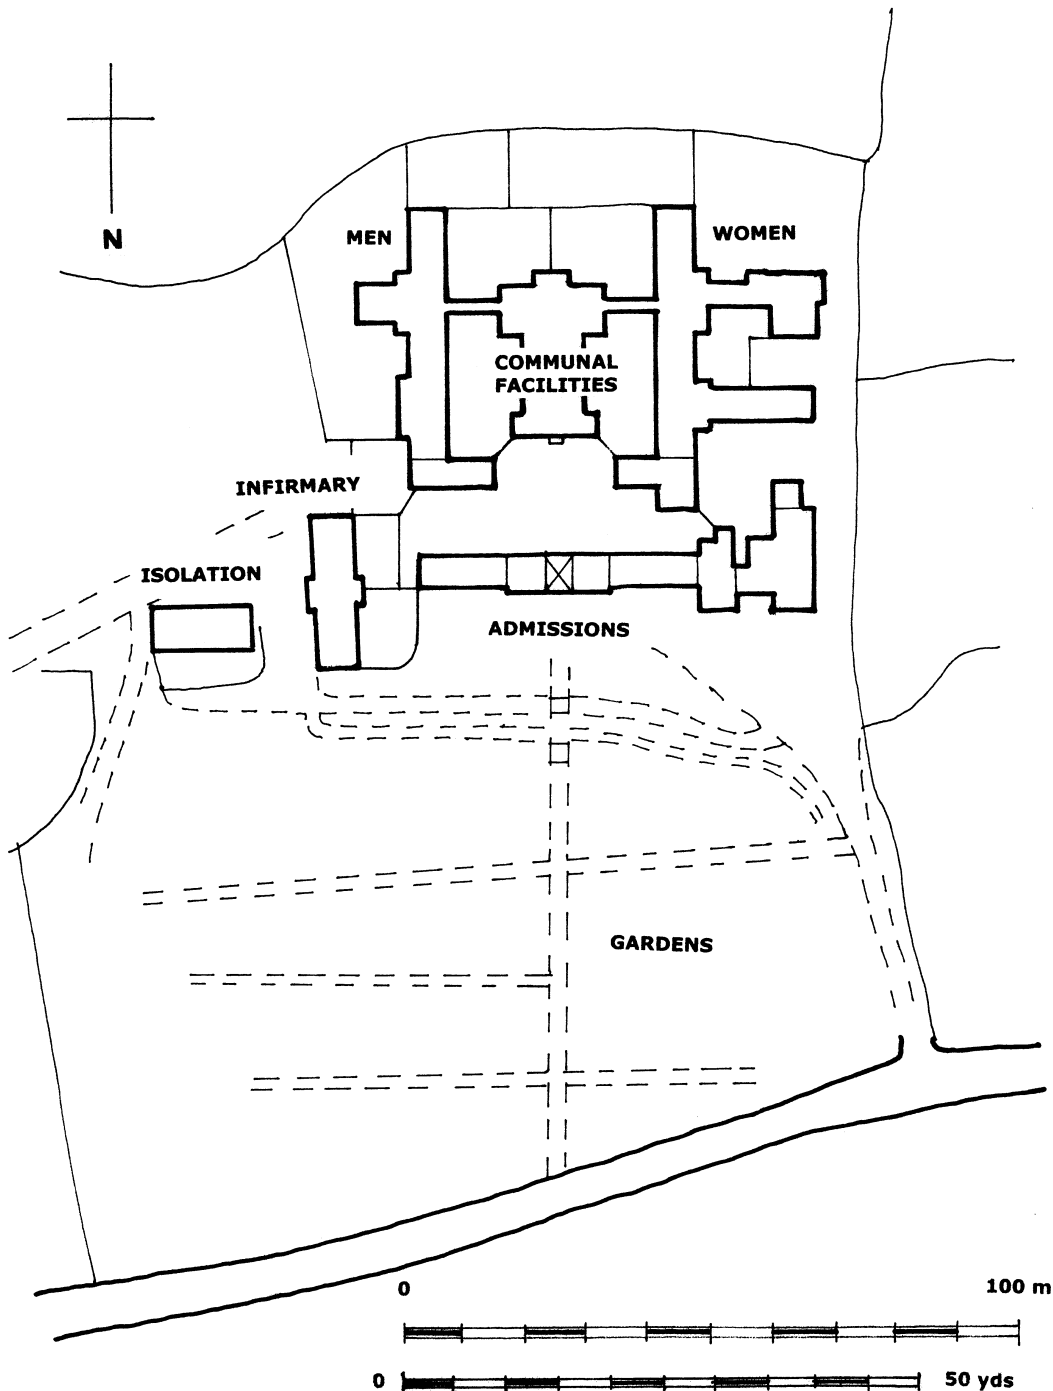 N
MEN
WOMEN
COMMUNAL
FACILITIES
INFIRMARY
ISOLATION
ADMISSIONS
GARDENS
0
100 m
0
50 yds